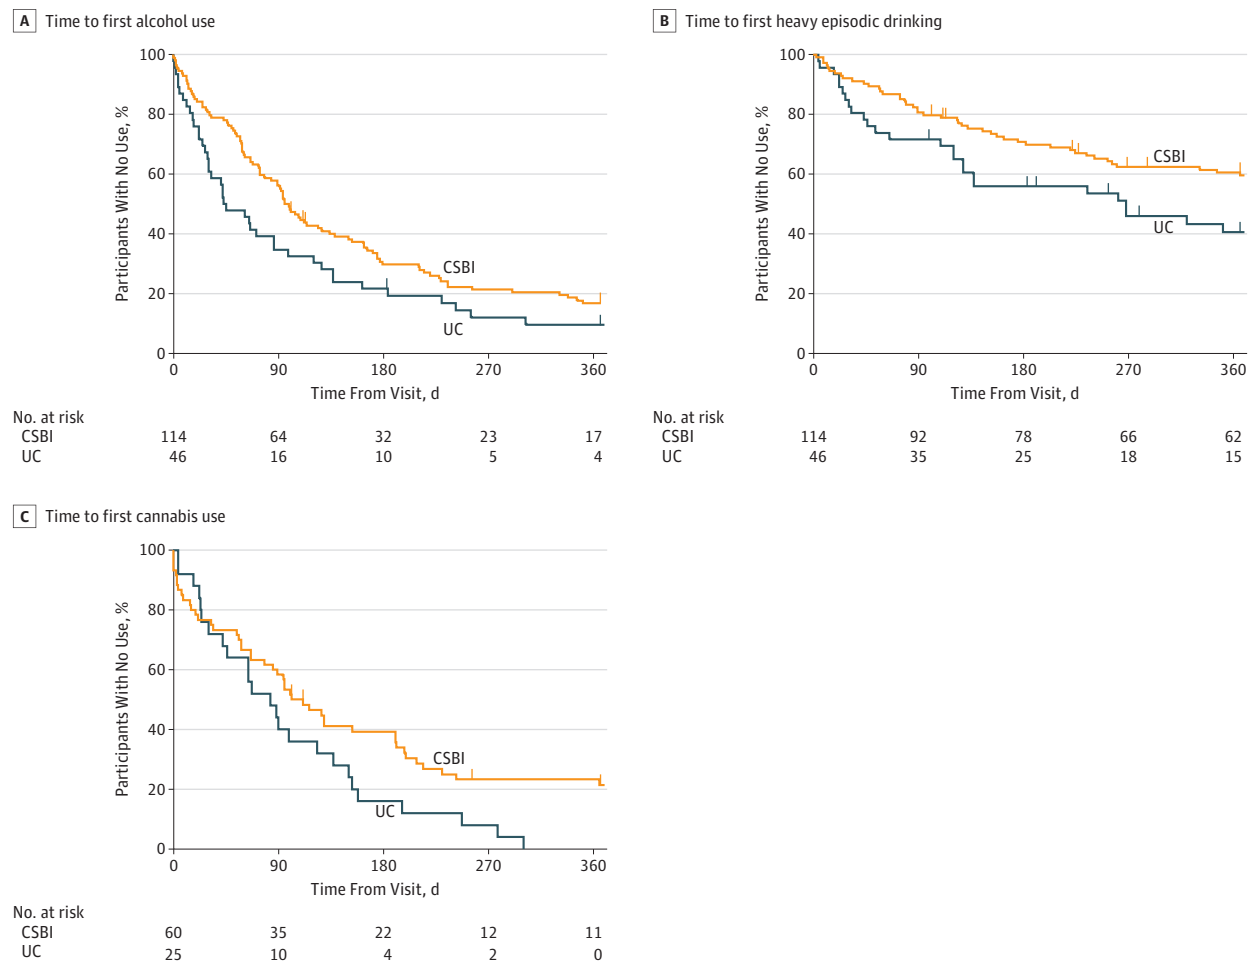 A Time to first alcohol use
Participants With No Use, %
100
80
60
40
20
0
CSBI
UC
0 90 180 270 360
Time From Visit, d
No. at risk
CSBI 114 64 32 23 17
UC 46 16 10 5 4
B Time to first heavy episodic drinking
Participants With No Use, %
100
80
60
40
20
0
CSBI
UC
0 90 180 270 360
Time From Visit, d
No. at risk
CSBI 114 92 78 66 62
UC 46 35 25 18 15
C Time to first cannabis use
Participants With No Use, %
100
80
60
40
20
0
CSBI
UC
0 90 180 270 360
Time From Visit, d
No. at risk
CSBI 60 35 22 12 11
UC 25 10 4 2 0